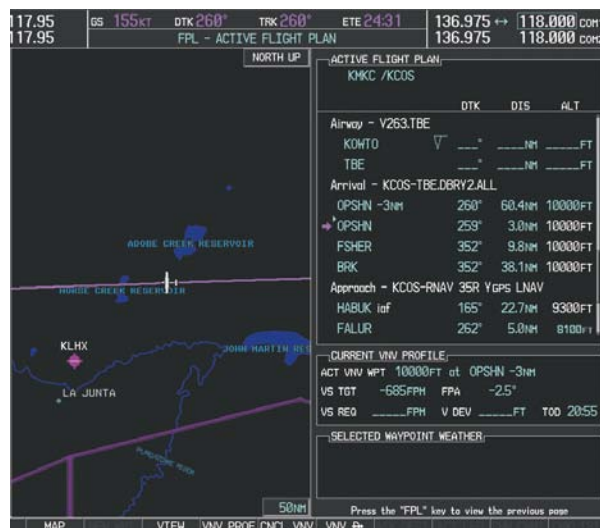 117.95 GS 155KT DTK 260° TRK 260° ETE 24:31 136.975 ↔ 118.000 COM1
117.95 FPL – ACTIVE FLIGHT PLAN 136.975 118.000 COM2
NORTH UP
ADOBE CREEK RESERVOIR
HORSE CREEK RESERVOIR
KLHX
JOHN MARTIN RES
LA JUNTA
PURGATOIRE RIVER
50NM
ACTIVE FLIGHT PLAN
KMKC /KCOS
DTK DIS ALT
Airway – V263.TBE
KOWTO ___° ____NM _____FT
TBE ___° ____NM _____FT
Arrival – KCOS-TBE.DBRY2.ALL
OPSHN -3NM 260° 60.4NM 10000FT
OPSHN 259° 3.0NM 10000FT
FSHER 352° 9.8NM 10000FT
BRK 352° 38.1NM 10000FT
Approach – KCOS-RNAV 35R Y GPS LNAV
HABUK iaf 165° 22.7NM 9300FT
FALUR 262° 5.0NM 8100FT
CURRENT VNV PROFILE
ACT VNV WPT 10000FT at OPSHN -3NM
VS TGT -685FPM FPA -2.5°
VS REQ _____FPM V DEV _____FT TOD 20:55
SELECTED WAYPOINT WEATHER
Press the "FPL" key to view the previous page
MAP VIEW VNV PROF CNCL VNV VNV